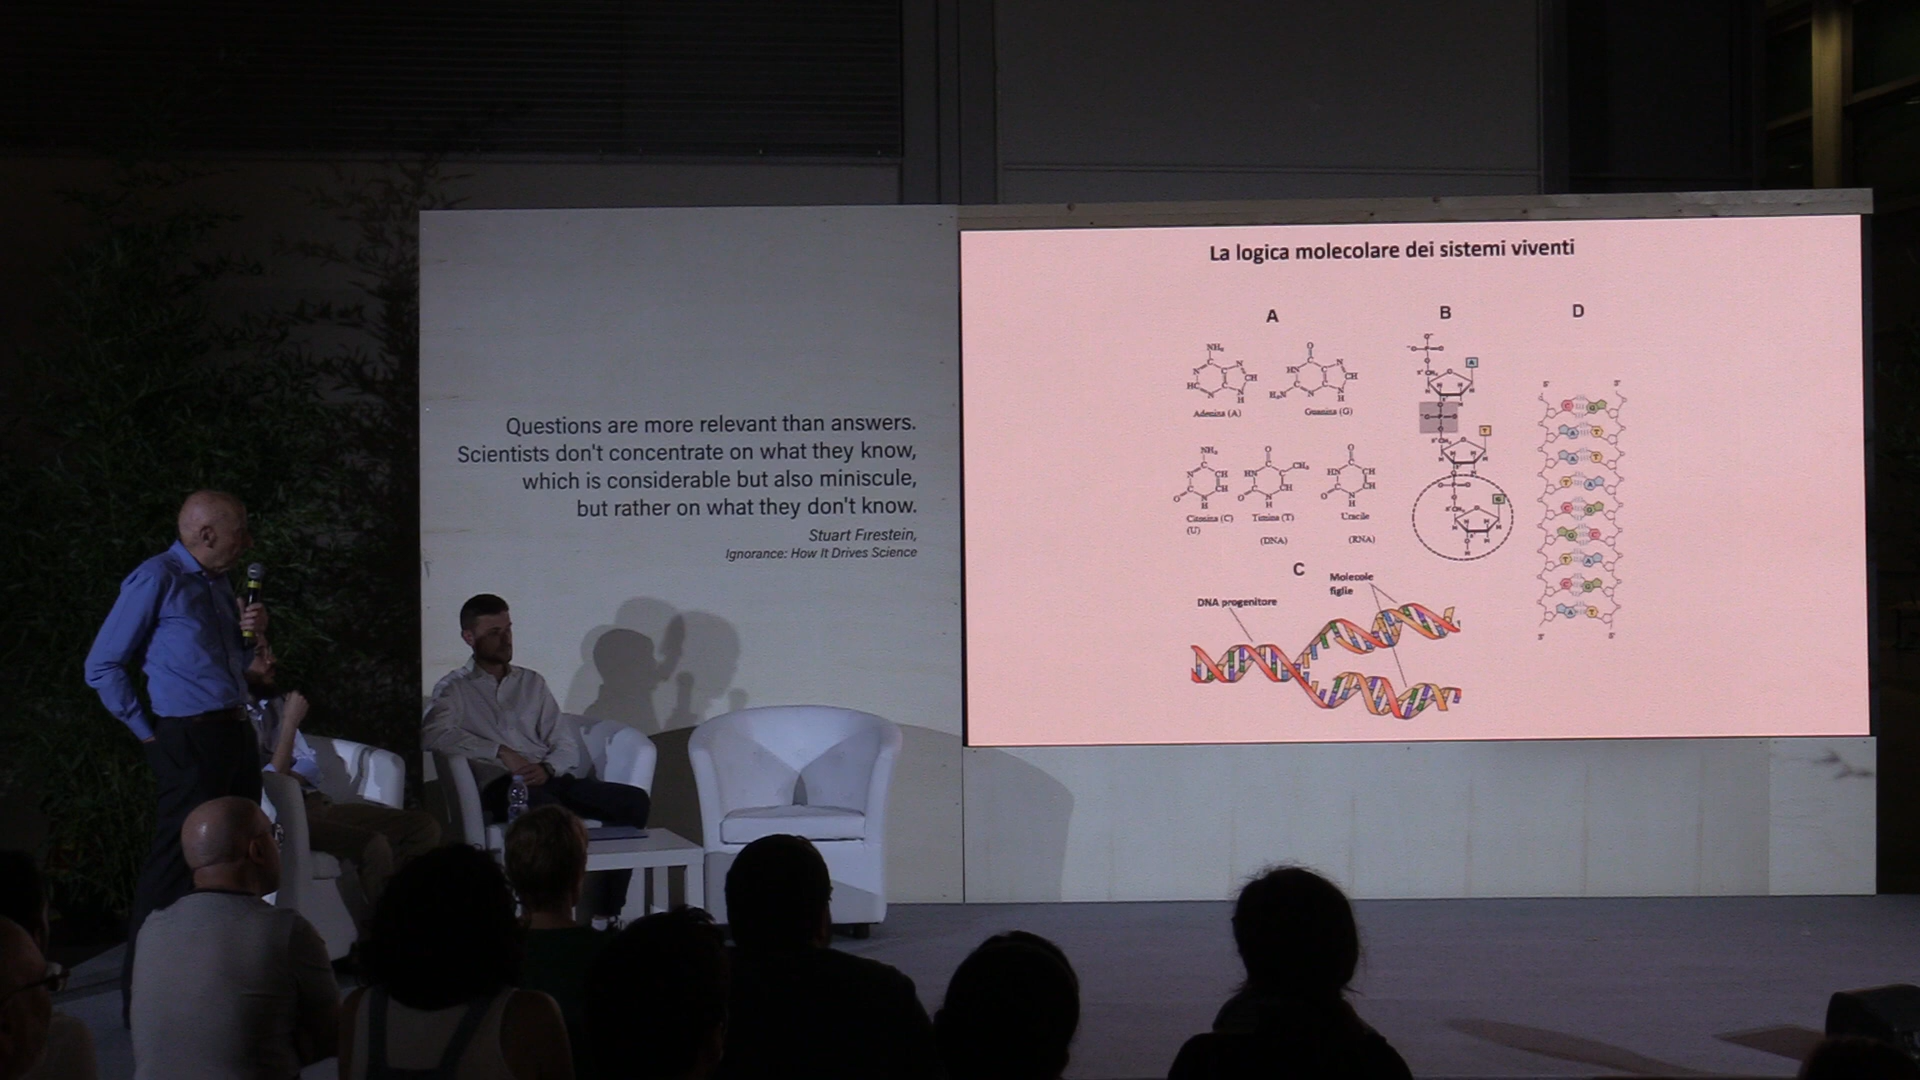 Questions are more relevant than answers.
Scientists don't concentrate on what they know,
which is considerable but also miniscule,
but rather on what they don't know.
Stuart Firestein,
Ignorance: How It Drives Science
La logica molecolare dei sistemi viventi
A
B
D
Adenina (A)
Guanina (G)
Citosina (C)
(U)
Timina (T)
(DNA)
Uracile
(RNA)
C
DNA progenitore
Molecole
figlie